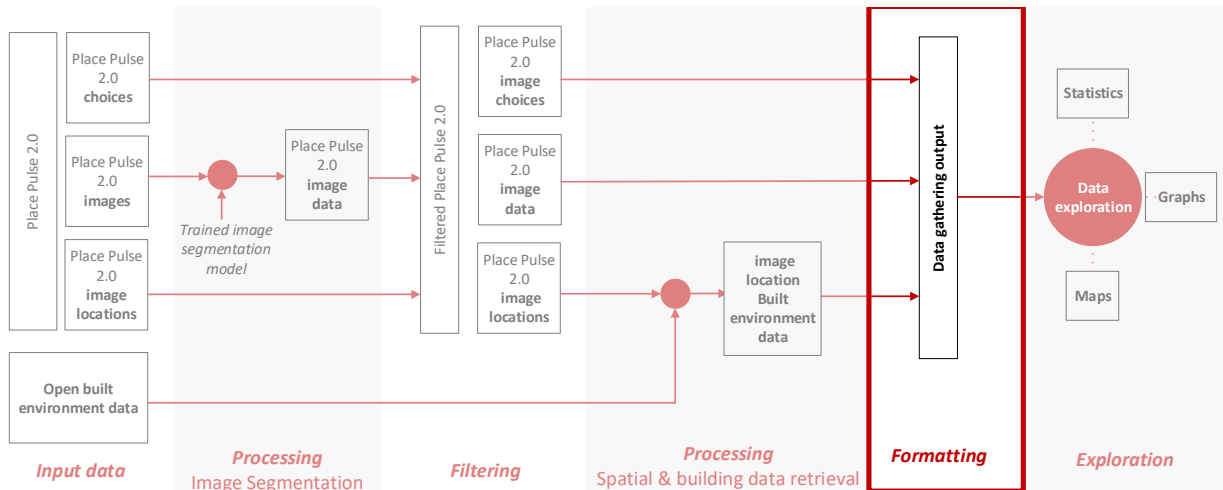 Place Pulse 2.0
Place Pulse
2.0
choices
Place Pulse
2.0
images
Place Pulse
2.0
image
locations
Open built
environment data
Trained image
segmentation
model
Place Pulse
2.0
image
data
Filtered Place Pulse 2.0
Place Pulse
2.0
image
choices
Place Pulse
2.0
image
data
Place Pulse
2.0
image
locations
image
location
Built
environment
data
Data gathering output
Statistics
Data
exploration
Graphs
Maps
Input data
Processing
Image Segmentation
Filtering
Processing
Spatial & building data retrieval
Formatting
Exploration